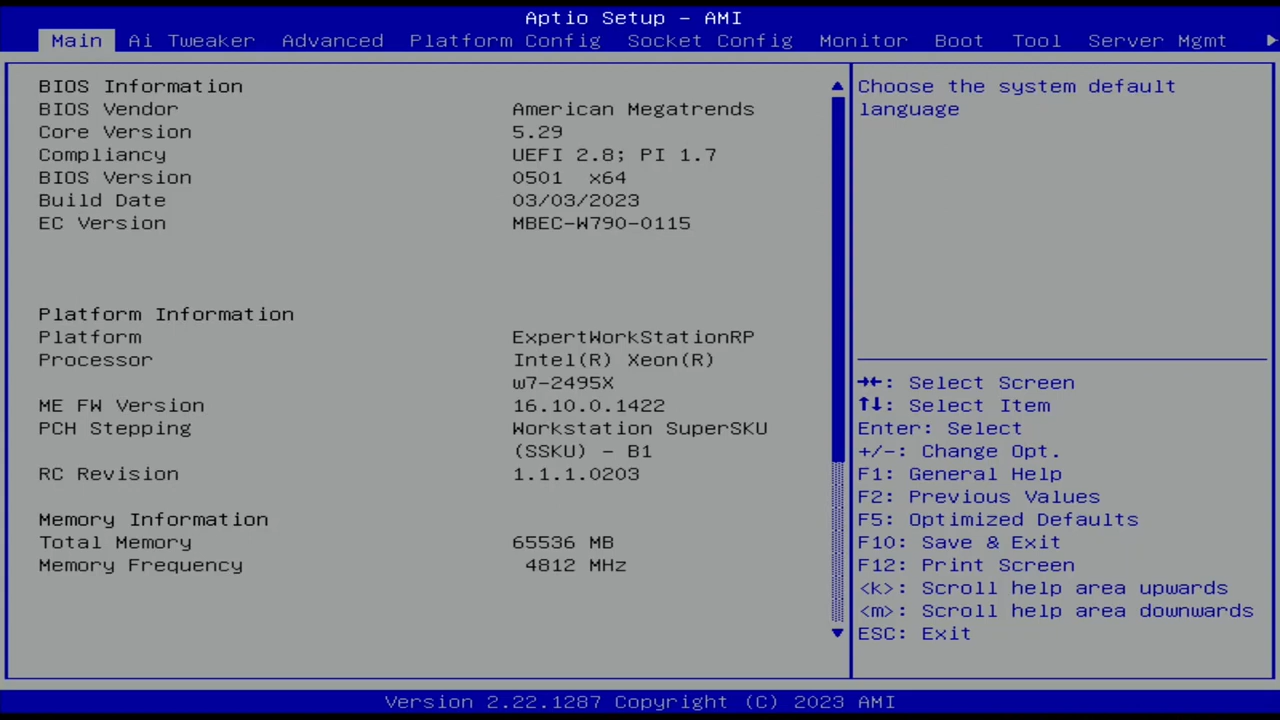 Aptio Setup - AMI
Main Ai Tweaker Advanced Platform Config Socket Config Monitor Boot Tool Server Mgmt
BIOS Information
BIOS Vendor American Megatrends
Core Version 5.29
Compliancy UEFI 2.8; PI 1.7
BIOS Version 0501 x64
Build Date 03/03/2023
EC Version MBEC-W790-0115
Platform Information
Platform ExpertWorkStationRP
Processor Intel(R) Xeon(R)
w7-2495X
ME FW Version 16.10.0.1422
PCH Stepping Workstation SuperSKU
(SSKU) - B1
RC Revision 1.1.1.0203
Memory Information
Total Memory 65536 MB
Memory Frequency 4812 MHz
Choose the system default
language
→←: Select Screen
↑↓: Select Item
Enter: Select
+/-: Change Opt.
F1: General Help
F2: Previous Values
F5: Optimized Defaults
F10: Save & Exit
F12: Print Screen
<k>: Scroll help area upwards
<m>: Scroll help area downwards
ESC: Exit
Version 2.22.1287 Copyright (C) 2023 AMI